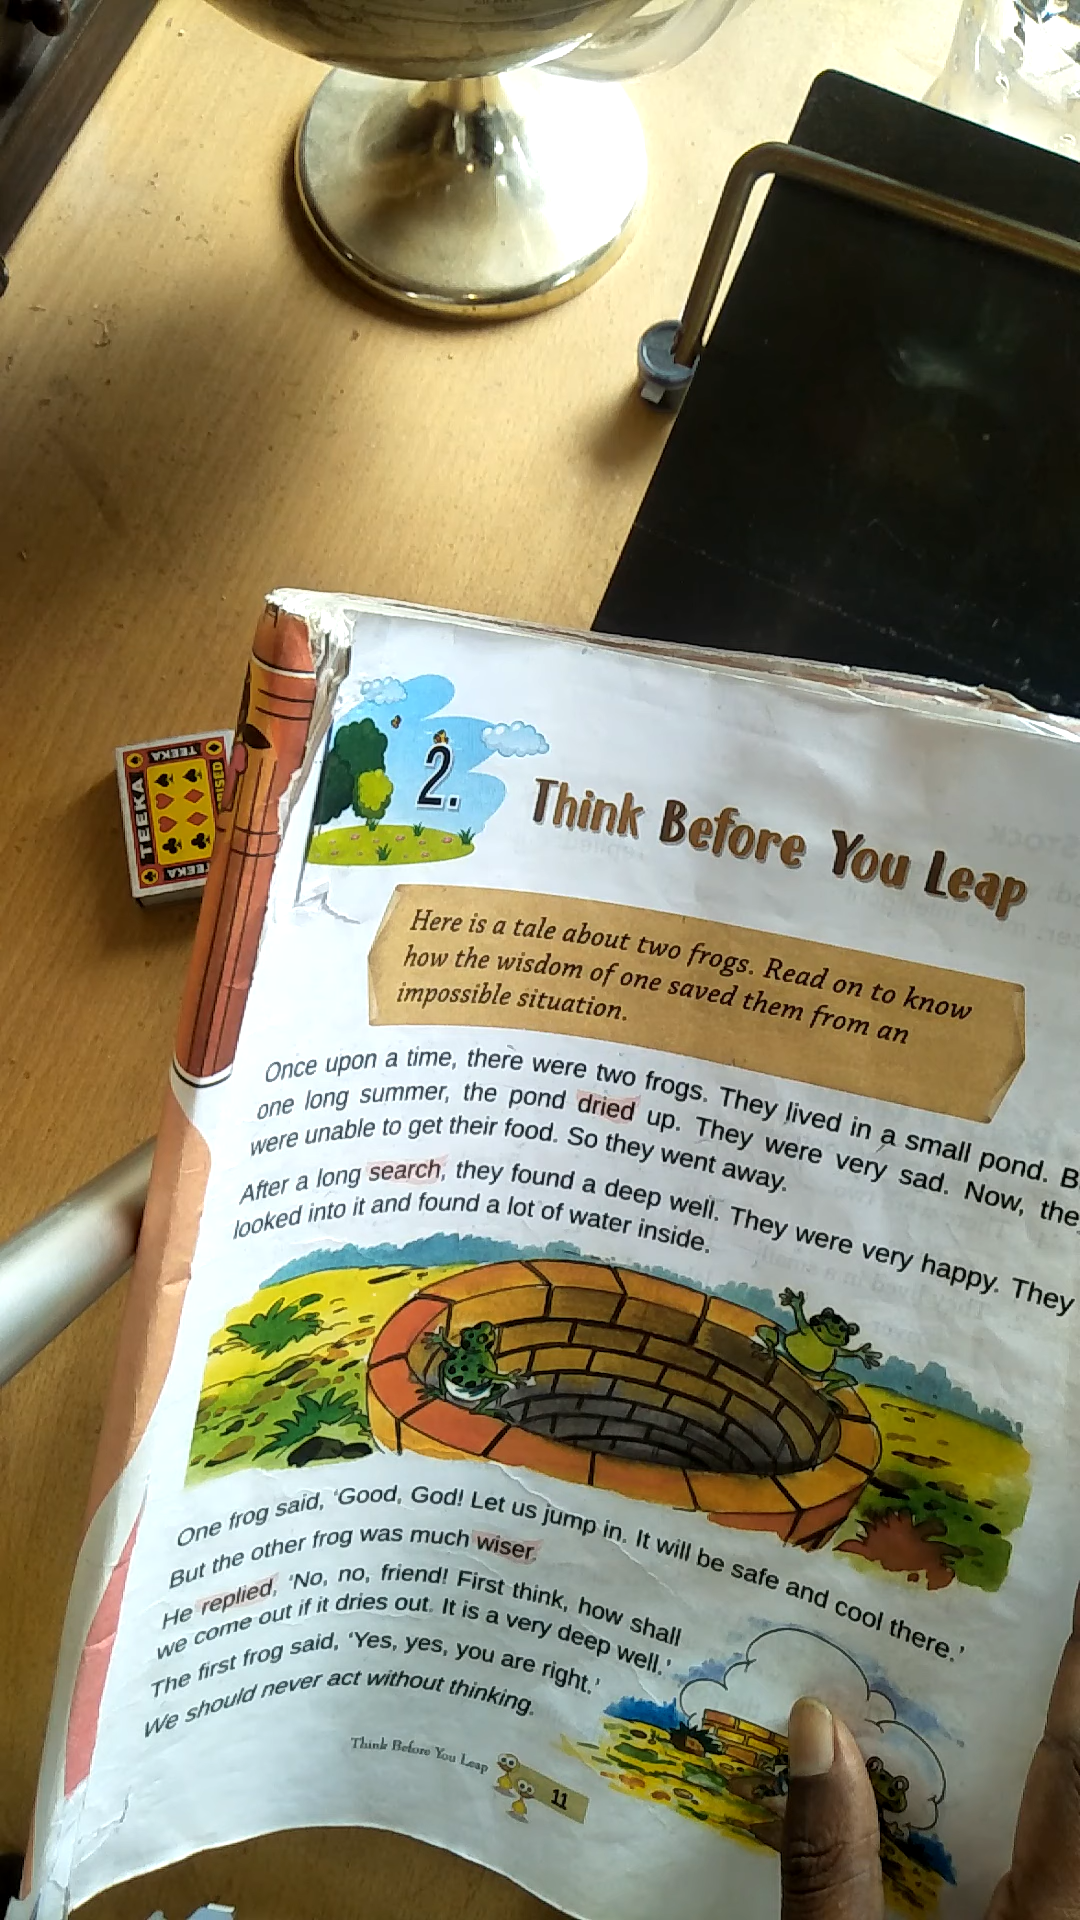 TEEKA
TEEKA
TEEKA
2.
Think Before You Leap
Here is a tale about two frogs. Read on to know
how the wisdom of one saved them from an
impossible situation.
Once upon a time, there were two frogs. They lived in a small pond.
one long summer, the pond dried up. They were very sad. Now,
were unable to get their food. So they went away.
After a long search, they found a deep well. They were very happy. They
looked into it and found a lot of water inside.
One frog said, 'Good, God! Let us jump in. It will be safe and cool there.'
But the other frog was much wiser.
He replied, 'No, no, friend! First think, how shall
we come out if it dries out. It is a very deep well.'
The first frog said, 'Yes, yes, you are right.'
We should never act without thinking.
Think Before You Leap
11